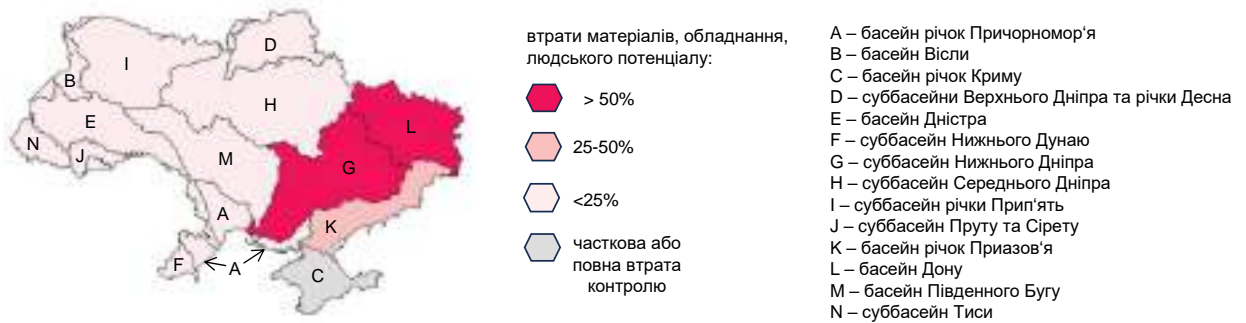 D
I
B
H
L
E
N
J
M
G
A
K
F
A
C
втрати матеріалів, обладнання,
людського потенціалу:
> 50%
25-50%
<25%
часткова або
повна втрата
контролю
A – басейн річок Причорномор‘я
B – басейн Вісли
C – басейн річок Криму
D – суббасейни Верхнього Дніпра та річки Десна
E – басейн Дністра
F – суббасейн Нижнього Дунаю
G – суббасейн Нижнього Дніпра
H – суббасейн Середнього Дніпра
I – суббасейн річки Прип‘ять
J – суббасейн Пруту та Сірету
K – басейн річок Приазов‘я
L – басейн Дону
M – басейн Південного Бугу
N – суббасейн Тиси